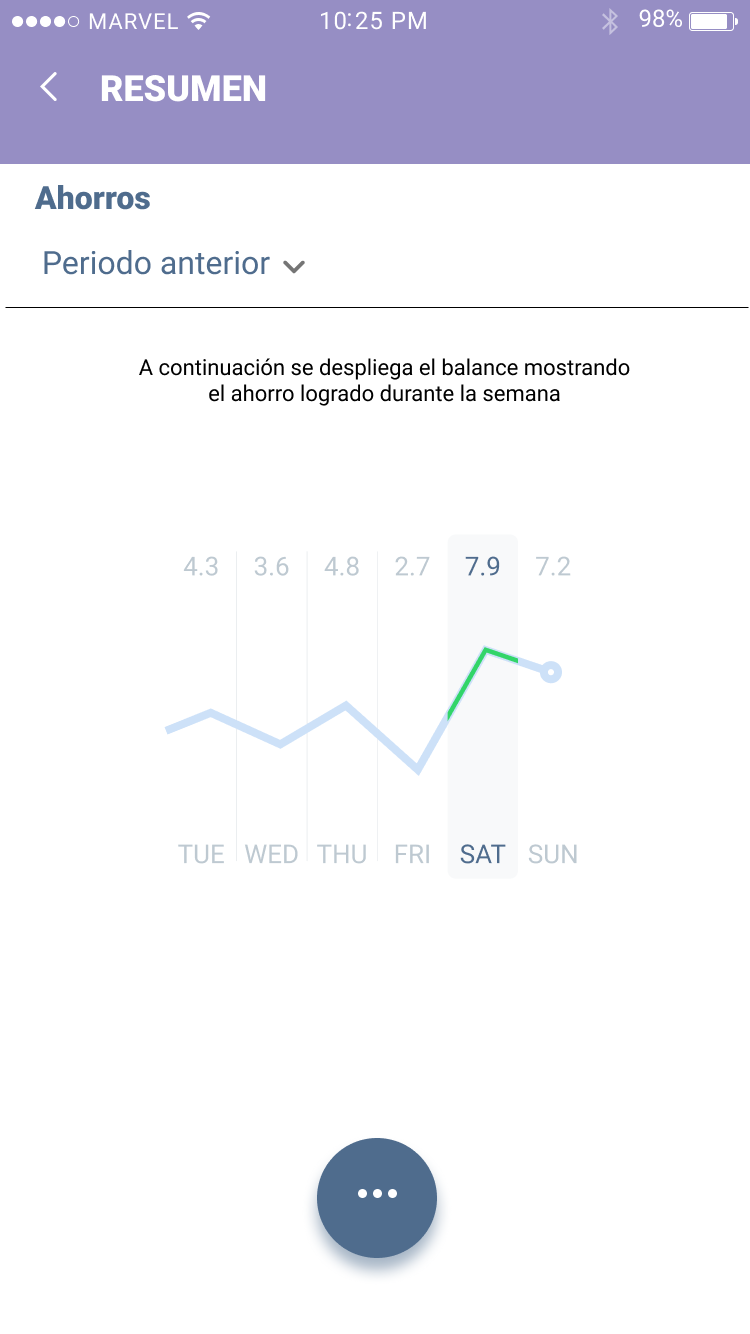 MARVEL 10:25 PM 98%
RESUMEN
Ahorros
Periodo anterior
A continuación se despliega el balance mostrando
el ahorro logrado durante la semana
4.3 3.6 4.8 2.7 7.9 7.2
TUE WED THU FRI SAT SUN